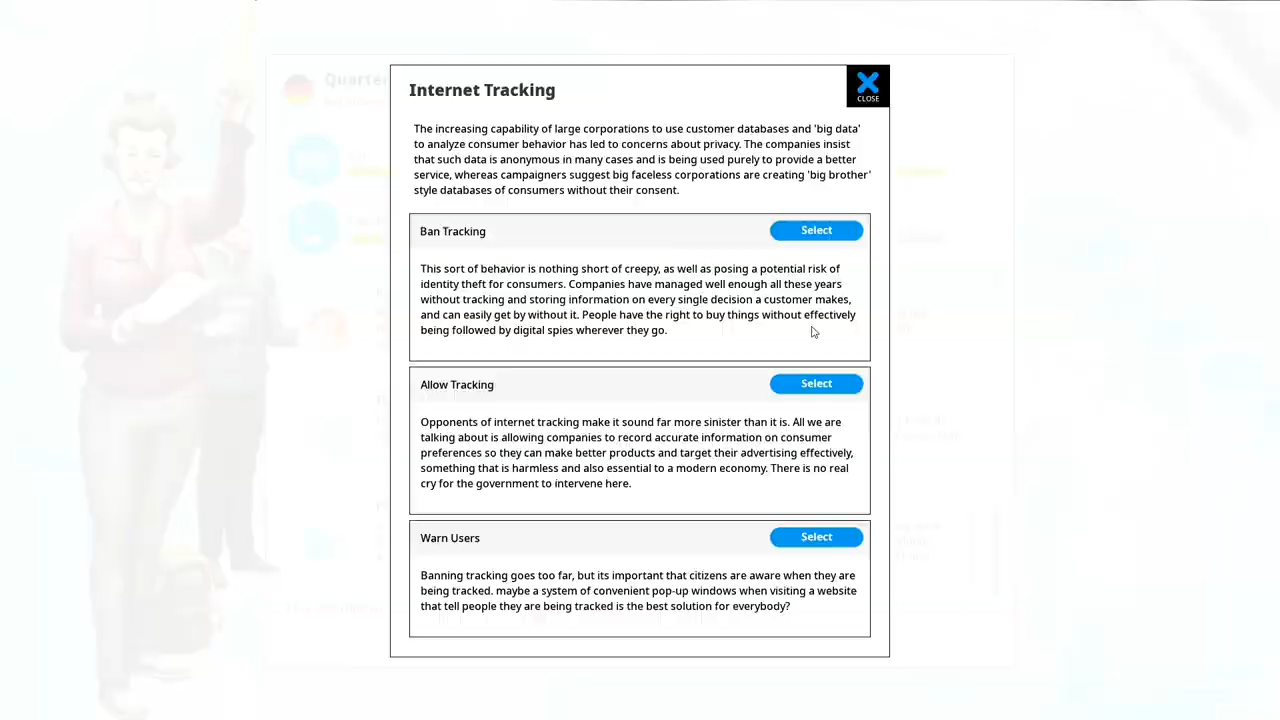 Quarte
Internet Tracking
CLOSE
The increasing capability of large corporations to use customer databases and 'big data'
to analyze consumer behavior has led to concerns about privacy. The companies insist
that such data is anonymous in many cases and is being used purely to provide a better
service, whereas campaigners suggest big faceless corporations are creating 'big brother'
style databases of consumers without their consent.
Ban Tracking
Select
This sort of behavior is nothing short of creepy, as well as posing a potential risk of
identity theft for consumers. Companies have managed well enough all these years
without tracking and storing information on every single decision a customer makes,
and can easily get by without it. People have the right to buy things without effectively
being followed by digital spies wherever they go.
Allow Tracking
Select
Opponents of internet tracking make it sound far more sinister than it is. All we are
talking about is allowing companies to record accurate information on consumer
preferences so they can make better products and target their advertising effectively,
something that is harmless and also essential to a modern economy. There is no real
cry for the government to intervene here.
Warn Users
Select
Banning tracking goes too far, but its important that citizens are aware when they are
being tracked. maybe a system of convenient pop-up windows when visiting a website
that tell people they are being tracked is the best solution for everybody?